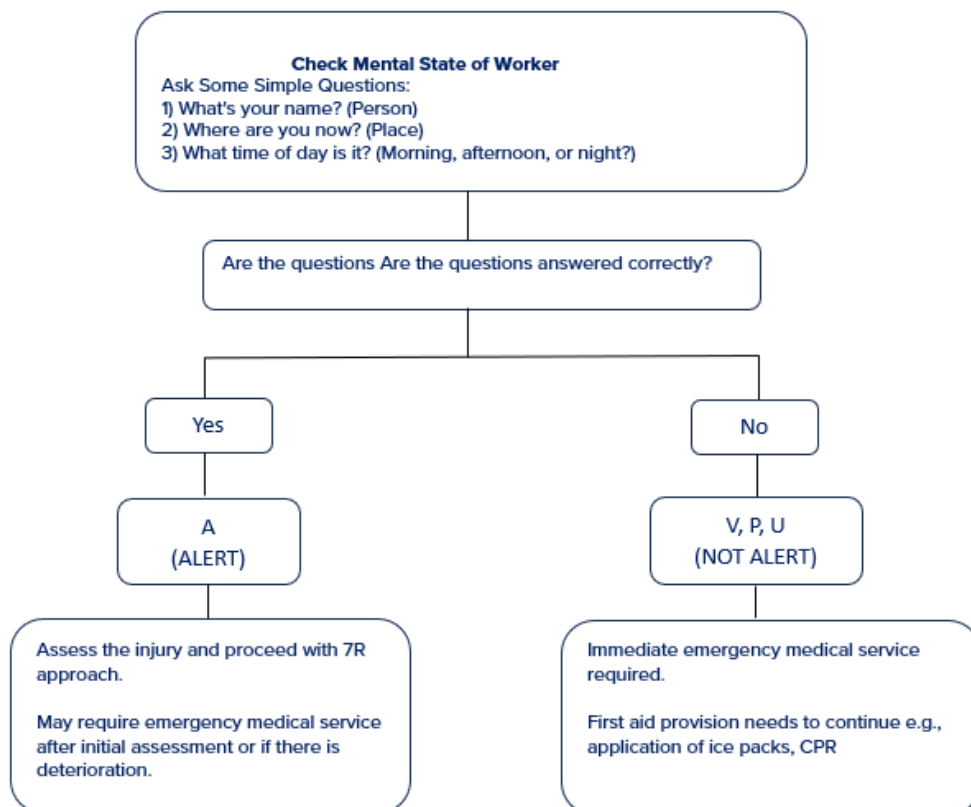 Check Mental State of Worker
Ask Some Simple Questions:
1) What's your name? (Person)
2) Where are you now? (Place)
3) What time of day is it? (Morning, afternoon, or night?)
Are the questions Are the questions answered correctly?
Yes
No
A
(ALERT)
V, P, U
(NOT ALERT)
Assess the injury and proceed with 7R
approach.
May require emergency medical service
after initial assessment or if there is
deterioration.
Immediate emergency medical service
required.
First aid provision needs to continue e.g.,
application of ice packs, CPR